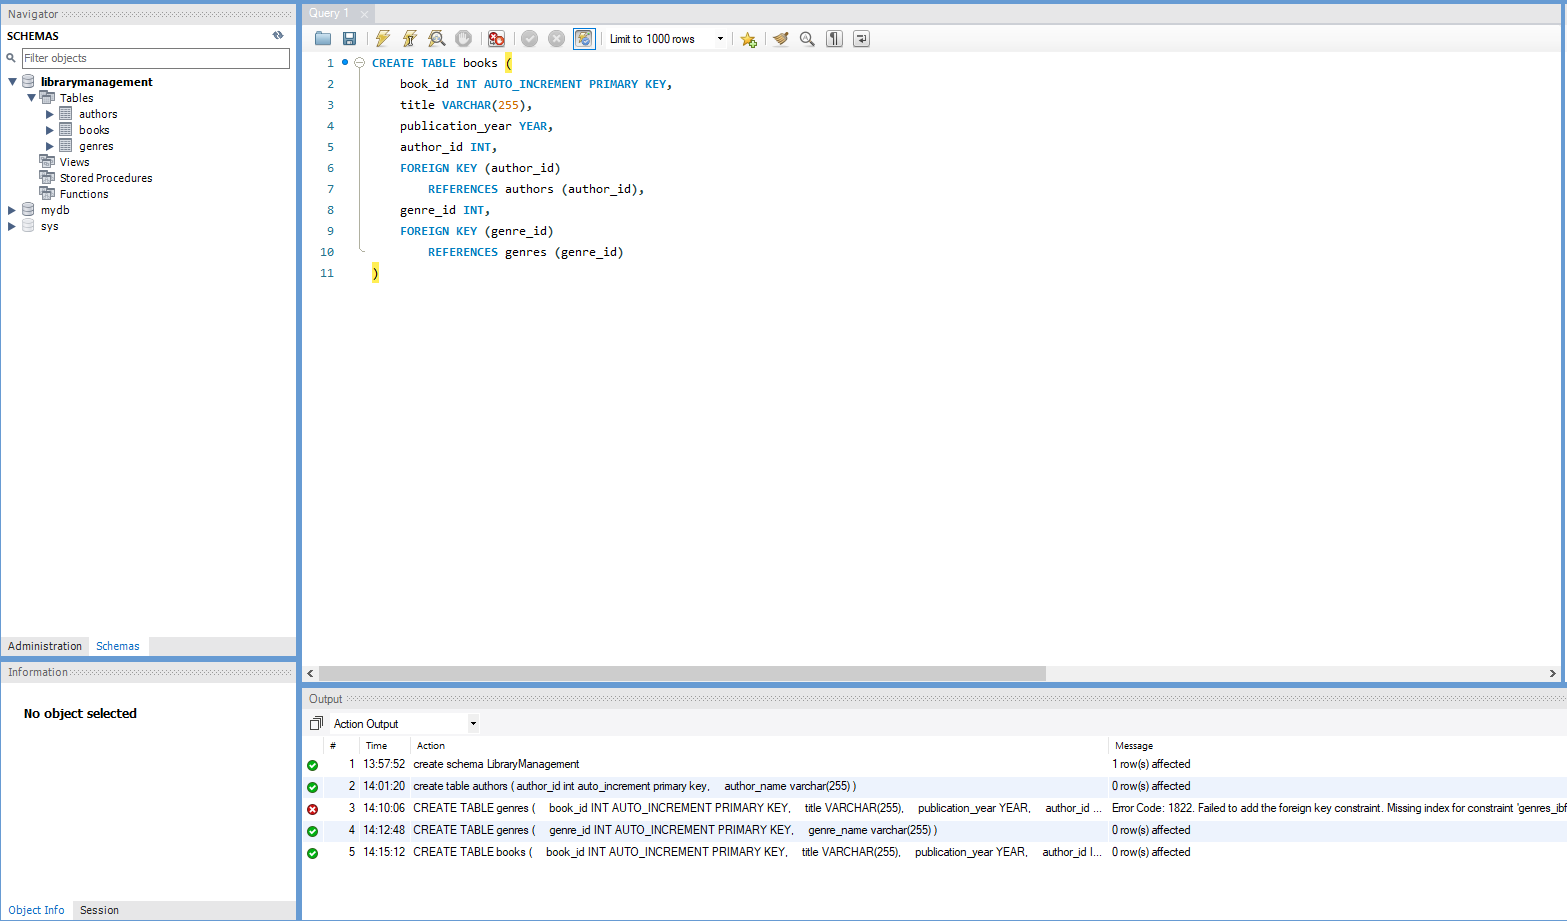 Navigator
SCHEMAS
Filter objects
librarymanagement
Tables
authors
books
genres
Views
Stored Procedures
Functions
mydb
sys
Administration Schemas
Information
No object selected
Object Info Session
Query 1
Limit to 1000 rows
1 CREATE TABLE books (
2 book_id INT AUTO_INCREMENT PRIMARY KEY,
3 title VARCHAR(255),
4 publication_year YEAR,
5 author_id INT,
6 FOREIGN KEY (author_id)
7 REFERENCES authors (author_id),
8 genre_id INT,
9 FOREIGN KEY (genre_id)
10 REFERENCES genres (genre_id)
11 )
Output
Action Output
# Time Action Message
1 13:57:52 create schema LibraryManagement 1 row(s) affected
2 14:01:20 create table authors ( author_id int auto_increment primary key, author_name varchar(255) ) 0 row(s) affected
3 14:10:06 CREATE TABLE genres ( book_id INT AUTO_INCREMENT PRIMARY KEY, title VARCHAR(255), publication_year YEAR, author_id ... Error Code: 1822. Failed to add the foreign key constraint. Missing index for constraint 'genres_ibf
4 14:12:48 CREATE TABLE genres ( genre_id INT AUTO_INCREMENT PRIMARY KEY, genre_name varchar(255) ) 0 row(s) affected
5 14:15:12 CREATE TABLE books ( book_id INT AUTO_INCREMENT PRIMARY KEY, title VARCHAR(255), publication_year YEAR, author_id I... 0 row(s) affected